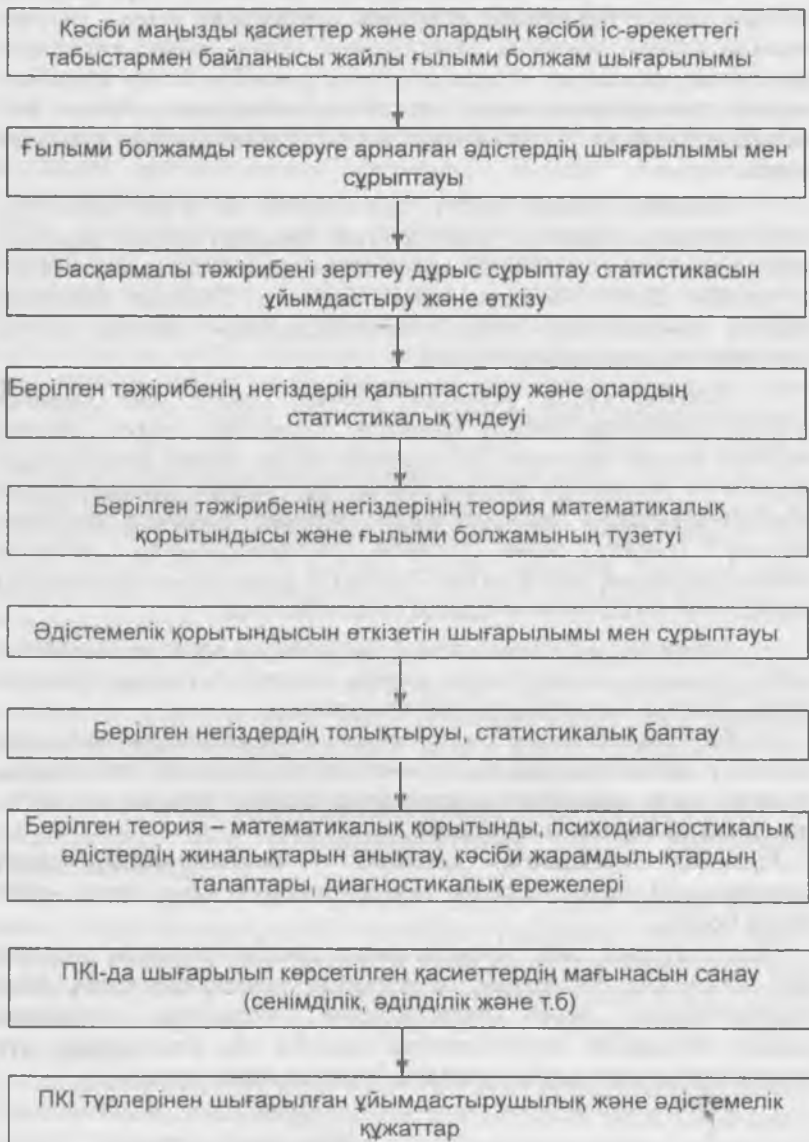 Кәсіби маңызды қасиеттер және олардың кәсіби іс-әрекеттегі
табыстармен байланысы жайлы ғылыми болжам шығарылымы
Ғылыми болжамды тексеруге арналған әдістердің шығарылымы мен
сұрыптауы
Басқармалы тәжірибені зерттеу дұрыс сұрыптау статистикасын
ұйымдастыру және өткізу
Берілген тәжірибенің негіздерін қалыптастыру және олардың
статистикалық үндеуі
Берілген тәжірибенің негіздерінің теория математикалық
қорытындысы және ғылыми болжамының түзетуі
Әдістемелік қорытындысын өткізетін шығарылымы мен сұрыптауы
Берілген негіздердің толықтыруы, статистикалық баптау
Берілген теория – математикалық қорытынды, психодиагностикалық
әдістердің жиналықтарын анықтау, кәсіби жарамдылықтардың
талаптары, диагностикалық ережелері
ПКІ-да шығарылып көрсетілген қасиеттердің мағынасын санау
(сенімділік, әділділік және т.б)
ПКІ түрлерінен шығарылған ұйымдастырушылық және әдістемелік
құжаттар